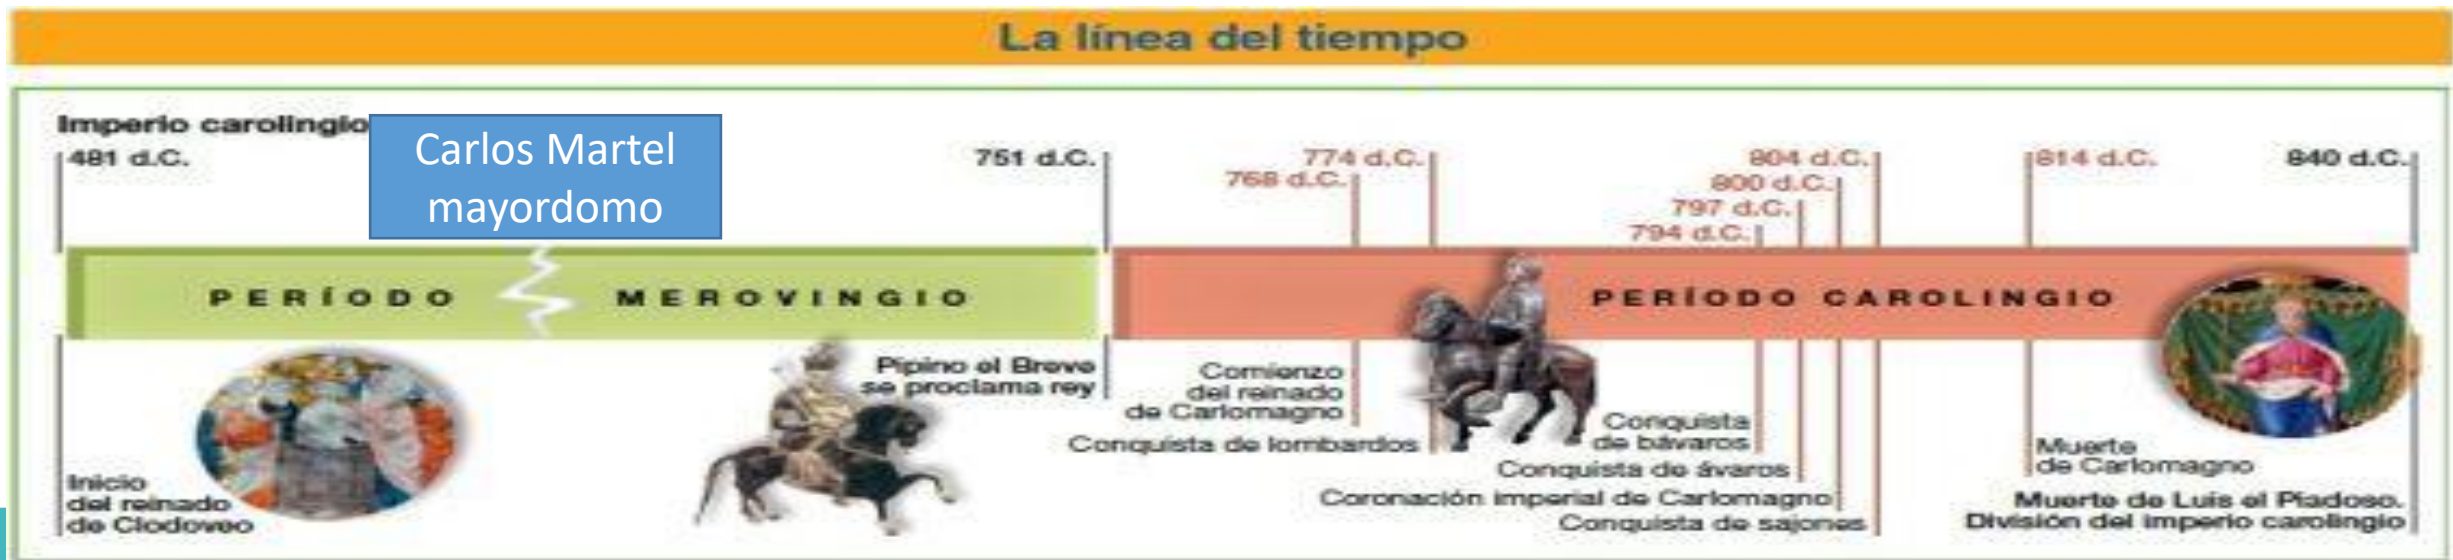 La línea del tiempo
Imperio carolingio
Carlos Martel
mayordomo
481 d.C.
751 d.C.
774 d.C.
768 d.C.
804 d.C.
800 d.C.
797 d.C.
794 d.C.
814 d.C.
840 d.C.
PERÍODO MEROVINGIO
PERÍODO CAROLINGIO
Inicio
del reinado
de Clodoveo
Pipino el Breve
se proclama rey
Comienzo
del reinado
de Carlomagno
Conquista de lombardos
Conquista
de bávaros
Conquista de ávaros
Coronación imperial de Carlomagno
Conquista de sajones
Muerte
de Carlomagno
Muerte de Luis el Piadoso.
División del imperio carolingio